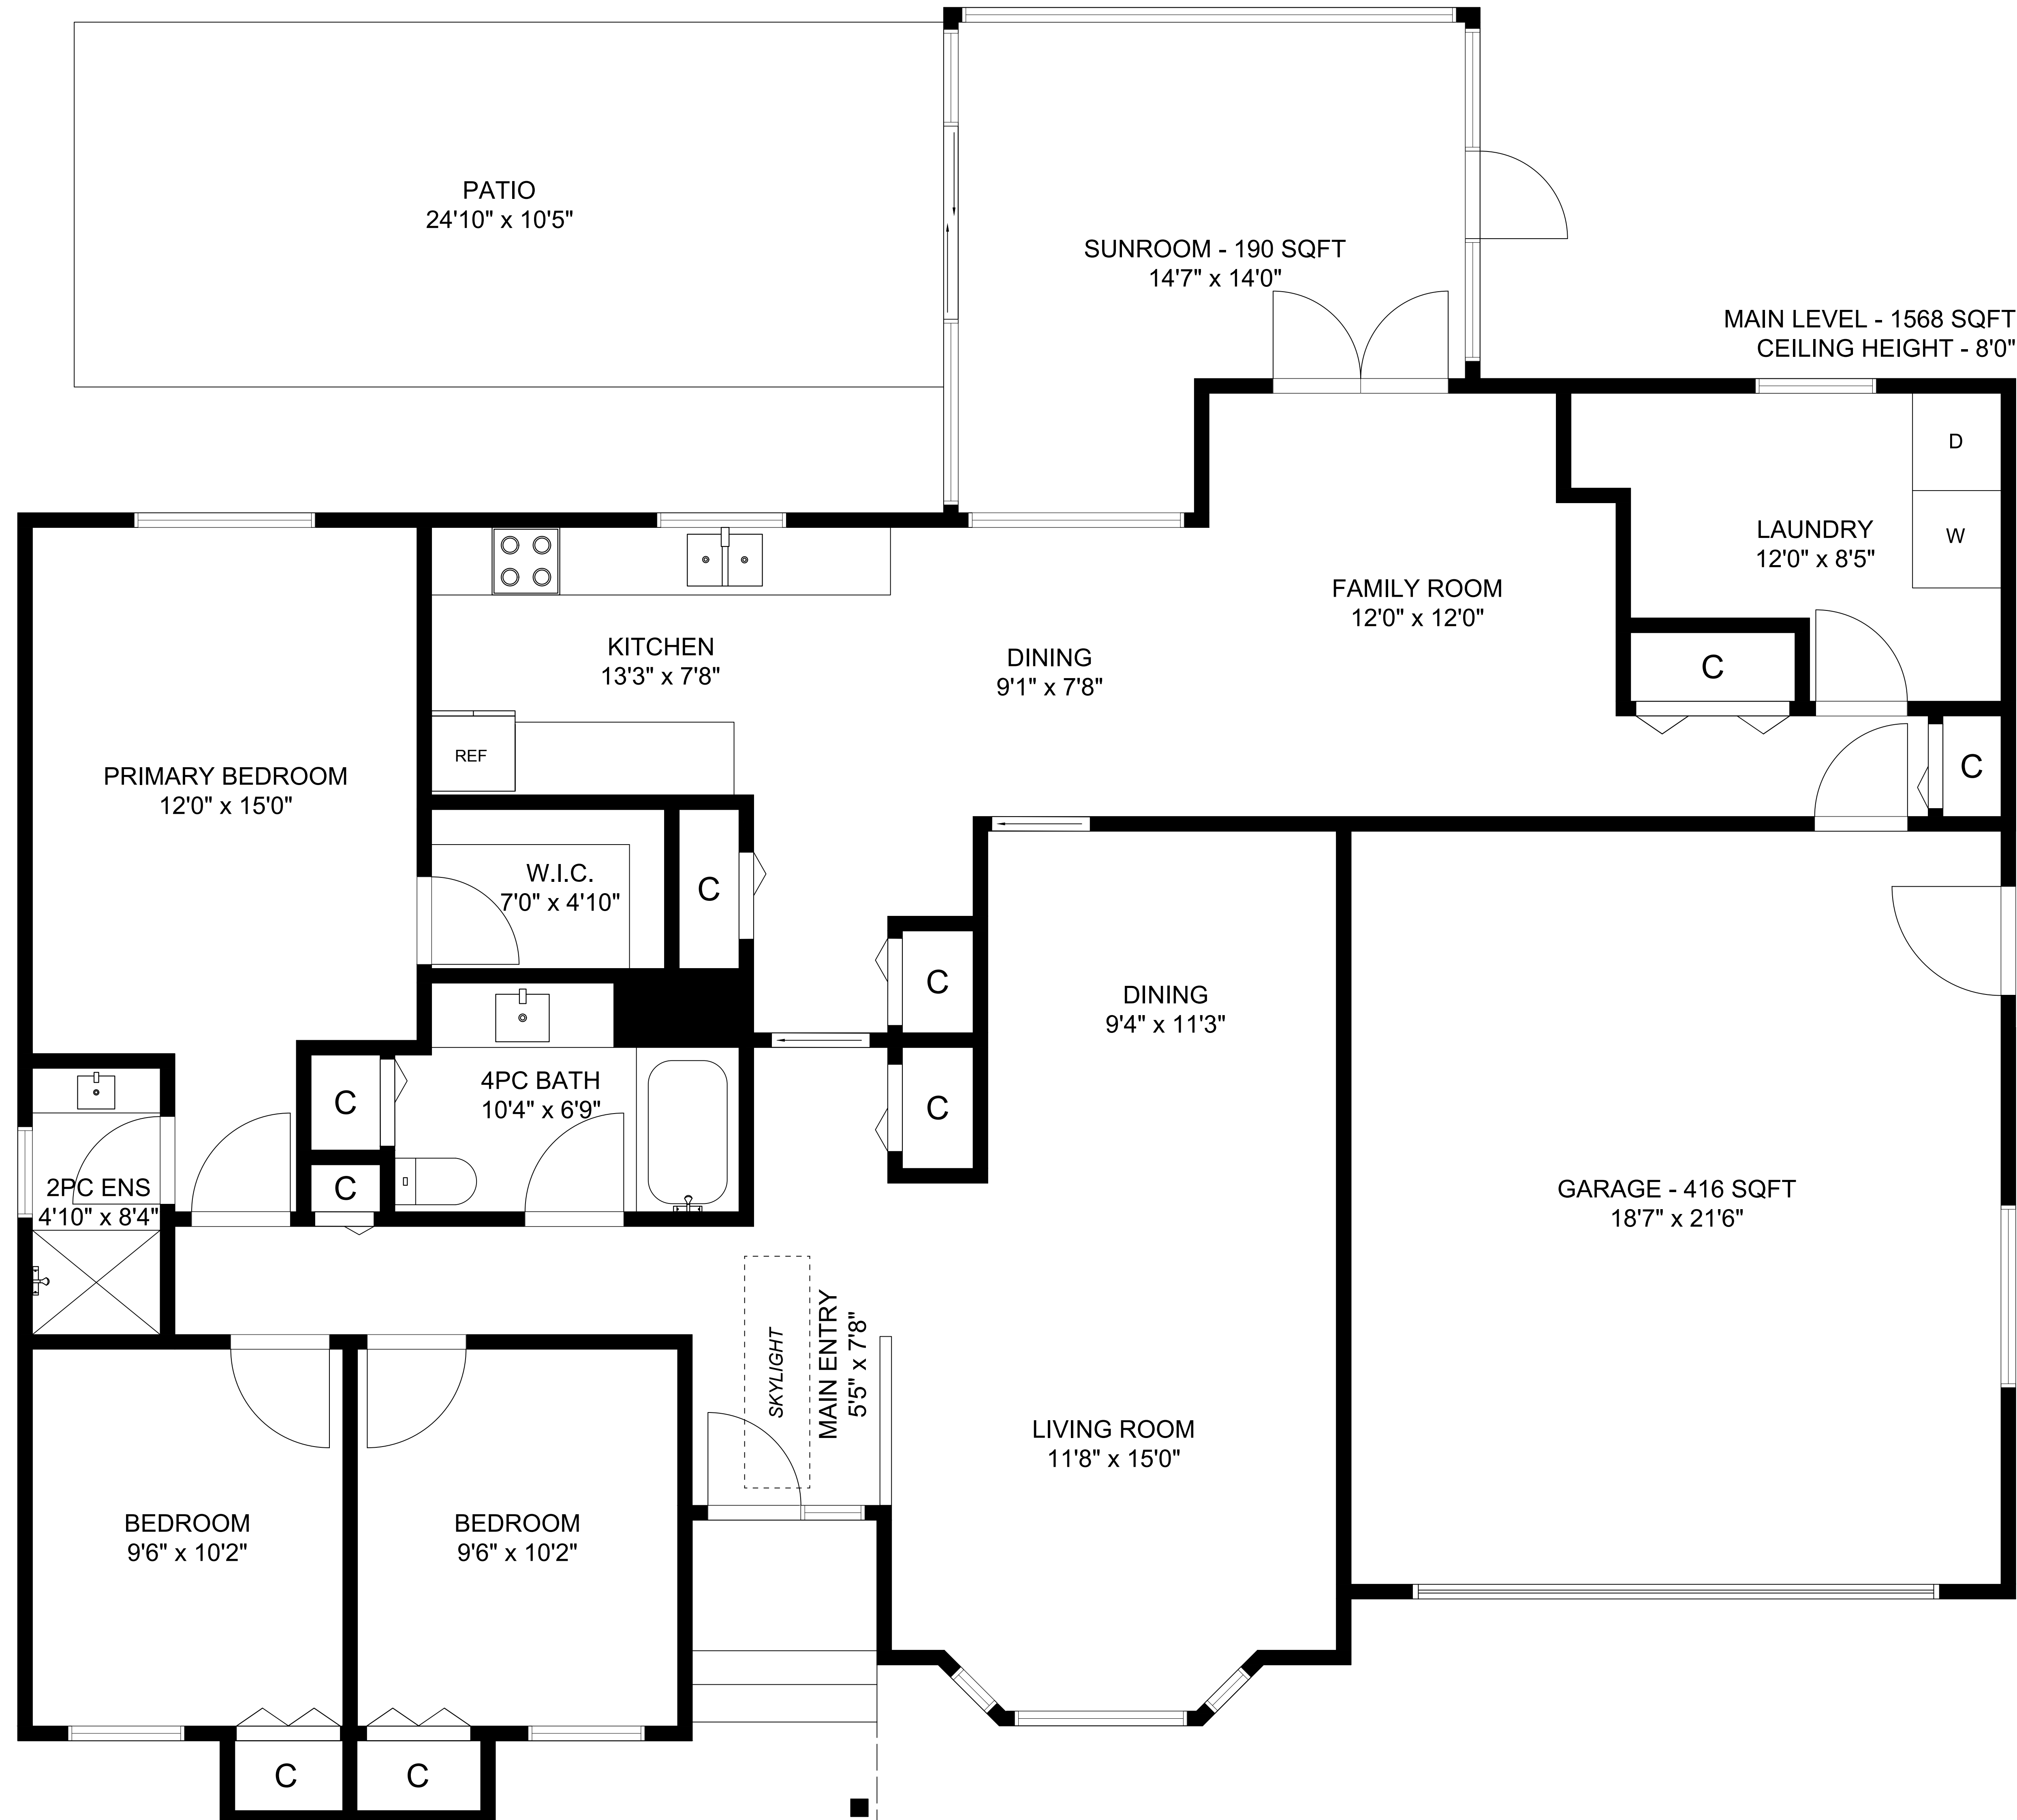 PATIO
24'10" x 10'5"
SUNROOM - 190 SQFT
14'7" x 14'0"
MAIN LEVEL - 1568 SQFT
CEILING HEIGHT - 8'0"
D
W
LAUNDRY
12'0" x 8'5"
FAMILY ROOM
12'0" x 12'0"
KITCHEN
13'3" x 7'8"
DINING
9'1" x 7'8"
C
REF
C
PRIMARY BEDROOM
12'0" x 15'0"
W.I.C.
7'0" x 4'10"
C
C
DINING
9'4" x 11'3"
4PC BATH
10'4" x 6'9"
C
C
C
2PC ENS
4'10" x 8'4"
GARAGE - 416 SQFT
18'7" x 21'6"
SKYLIGHT
MAIN ENTRY
5'5" x 7'8"
LIVING ROOM
11'8" x 15'0"
BEDROOM
9'6" x 10'2"
BEDROOM
9'6" x 10'2"
C
C